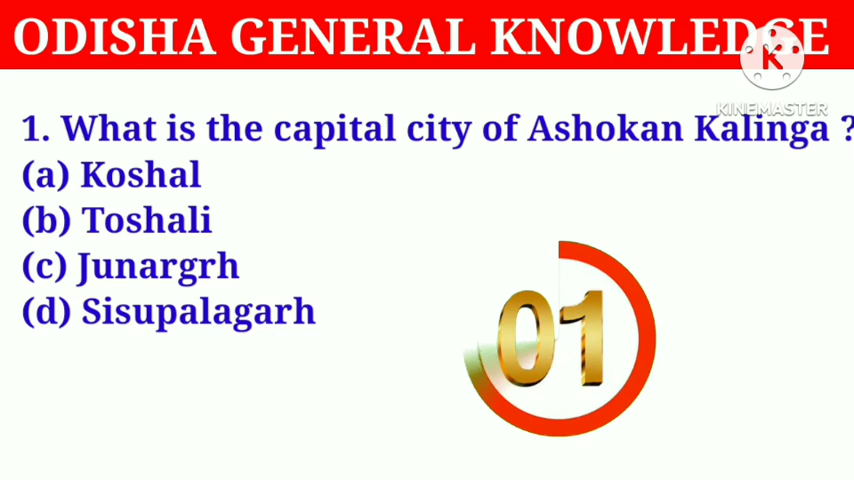 ODISHA GENERAL KNOWLEDGE
K
KINEMASTER
1. What is the capital city of Ashokan Kalinga ?
(a) Koshal
(b) Toshali
(c) Junargrh
(d) Sisupalagarh
01